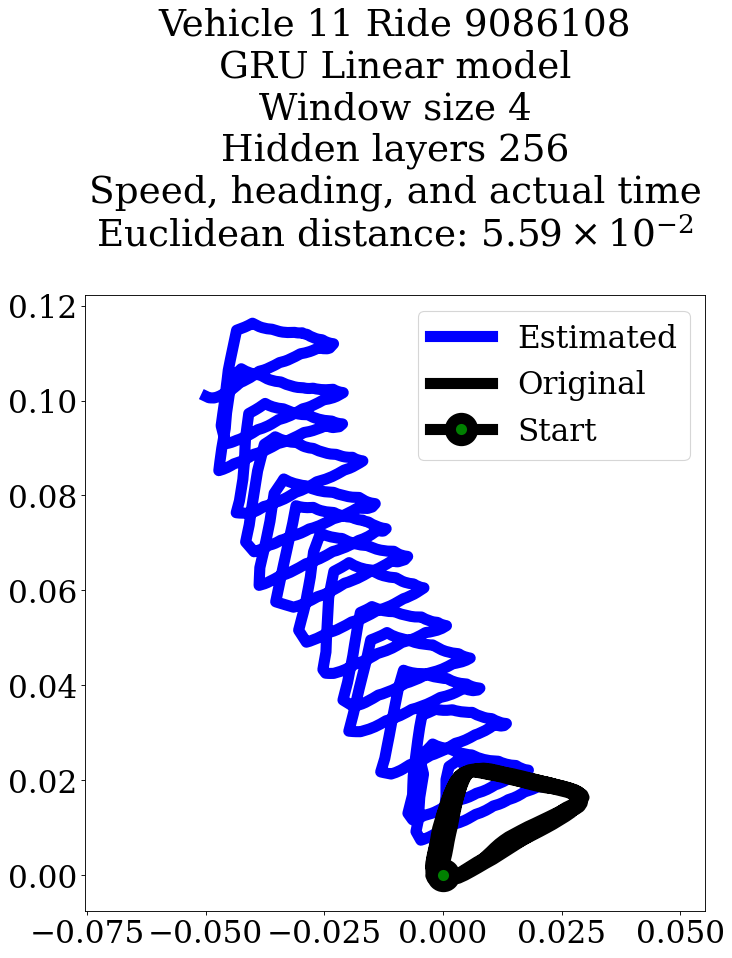 Vehicle 11 Ride 9086108
GRU Linear model
Window size 4
Hidden layers 256
Speed, heading, and actual time
Euclidean distance: 5.59 × 10⁻²
0.12
0.10
0.08
0.06
0.04
0.02
0.00
Estimated
Original
Start
−0.075 −0.050 −0.025 0.000 0.025 0.050